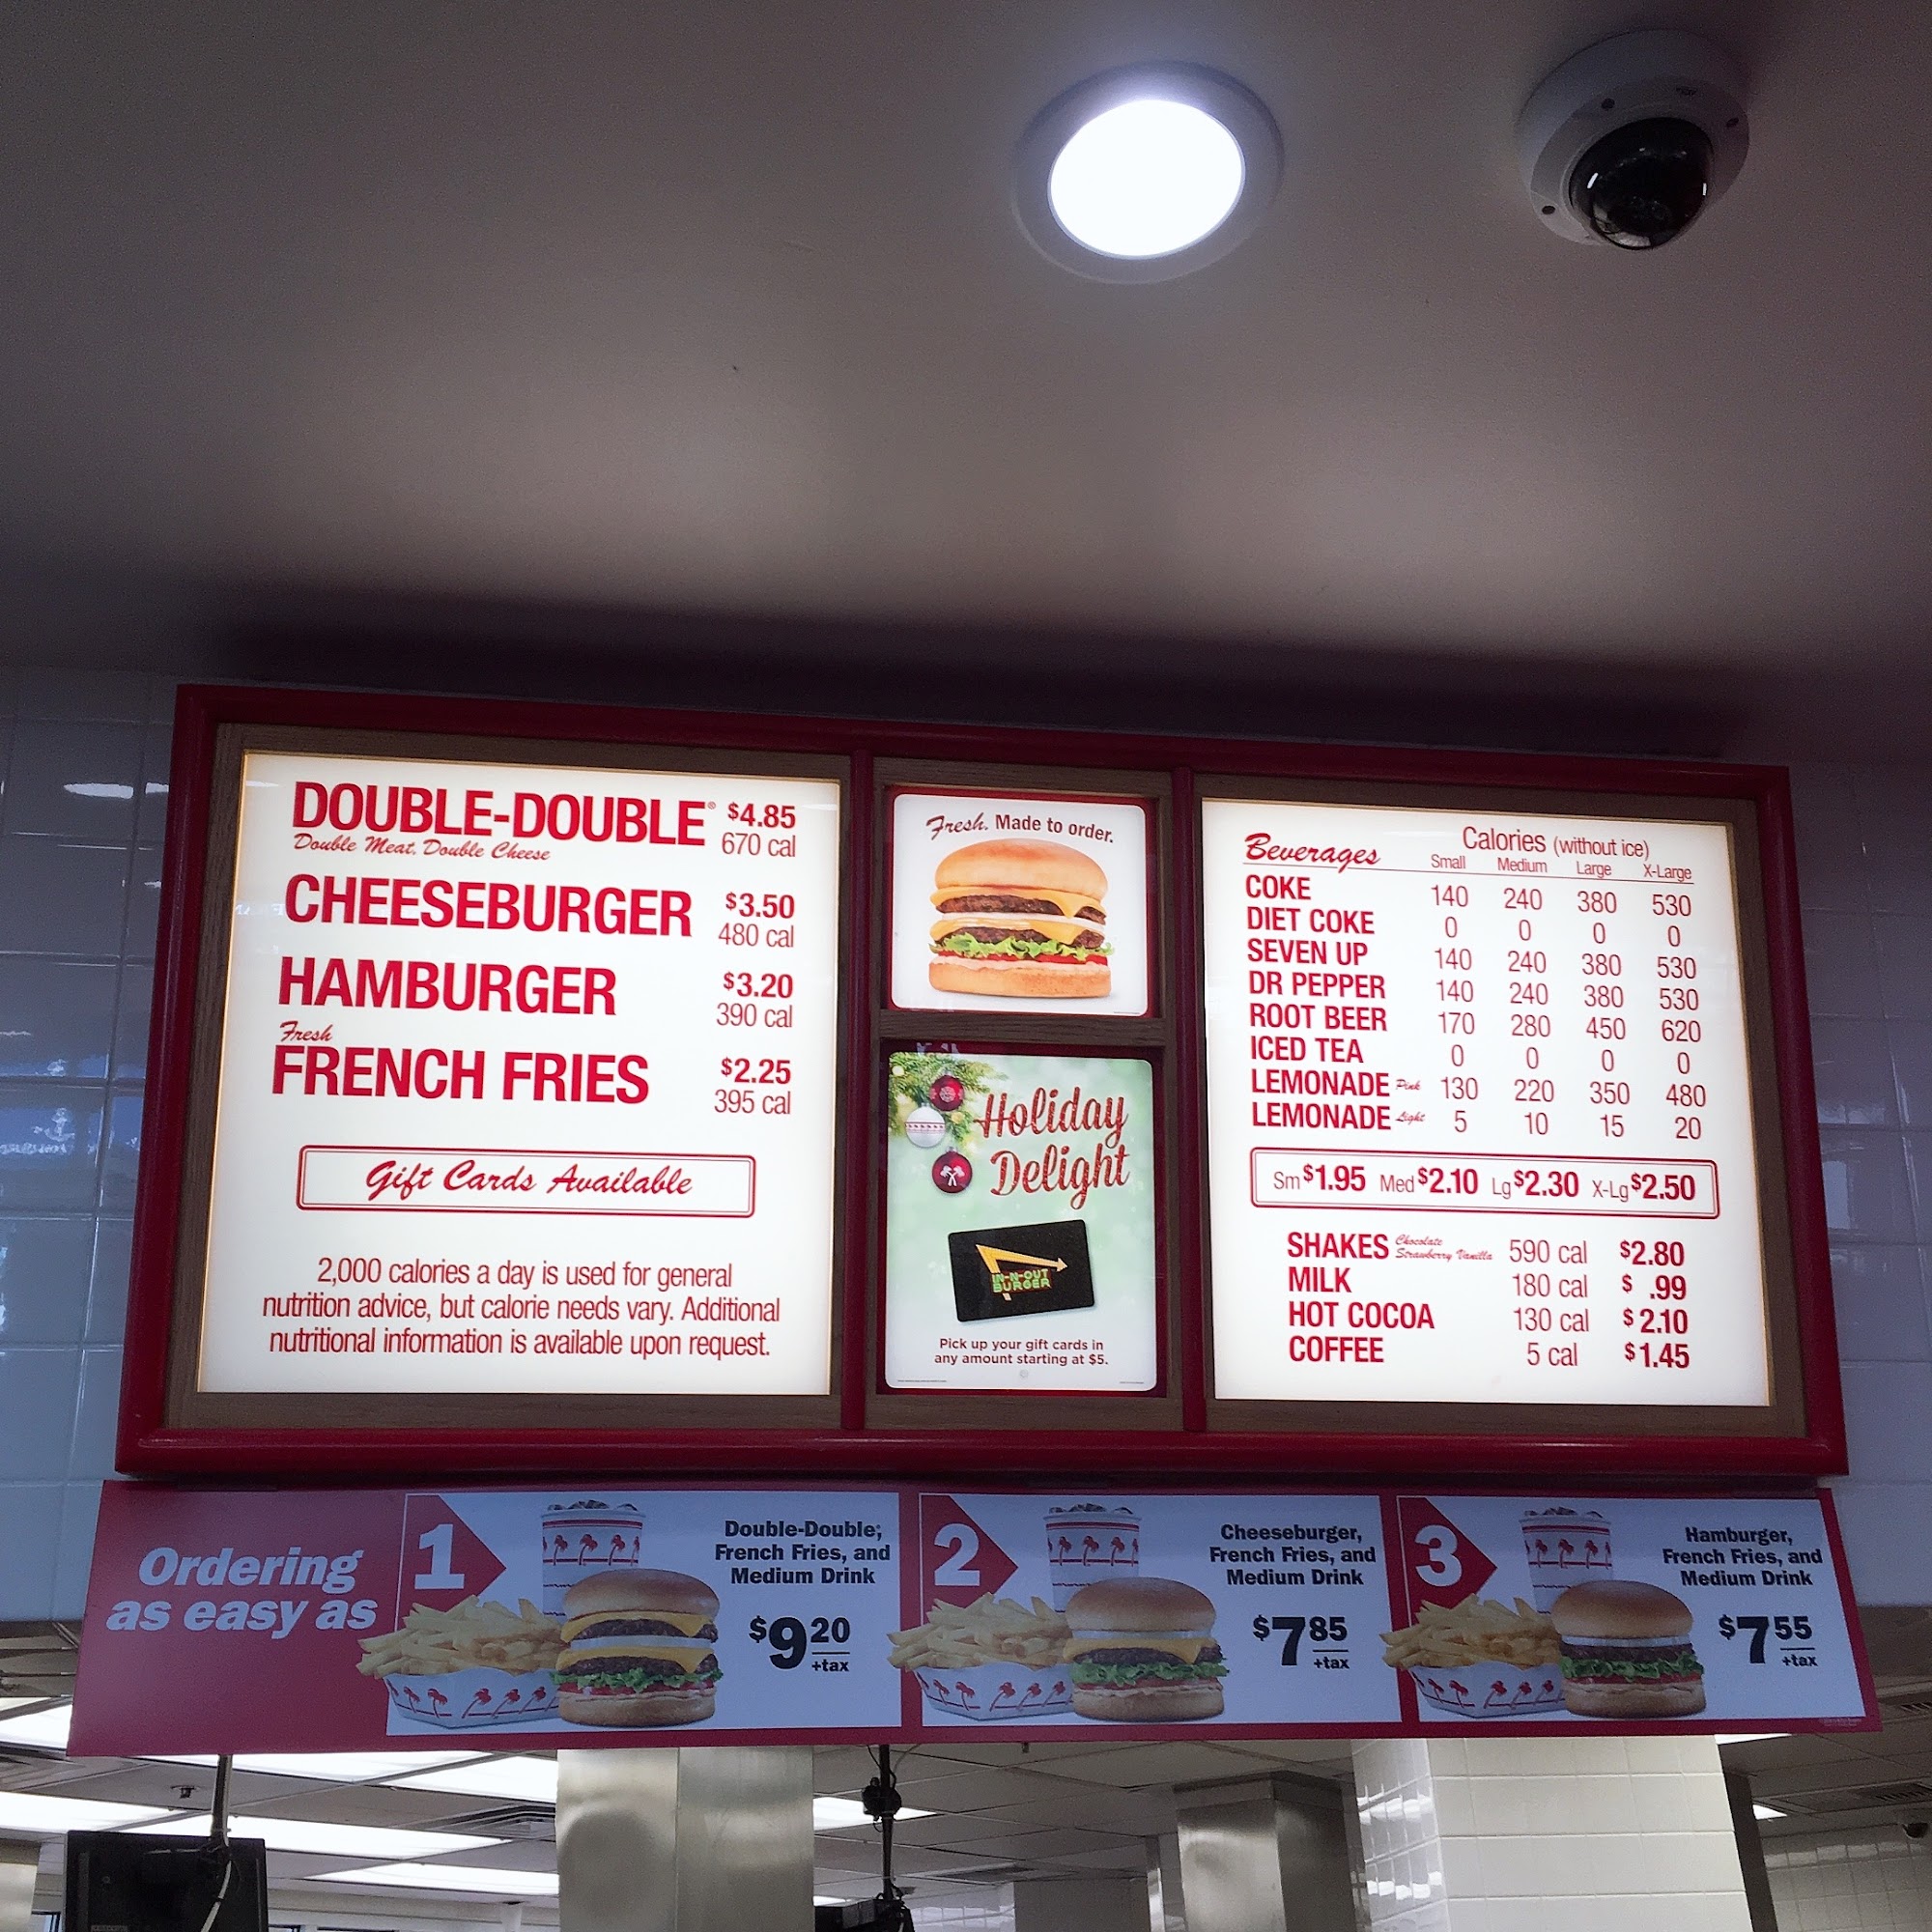 DOUBLE-DOUBLE® $4.85
Double Meat. Double Cheese 670 cal
CHEESEBURGER $3.50
480 cal
HAMBURGER $3.20
390 cal
Fresh
FRENCH FRIES $2.25
395 cal
Gift Cards Available
2,000 calories a day is used for general
nutrition advice, but calorie needs vary. Additional
nutritional information is available upon request.
Fresh. Made to order.
Holiday
Delight
IN-N-OUT
BURGER
Pick up your gift cards in
any amount starting at $5.
Beverages Calories (without ice)
Small Medium Large X-Large
COKE 140 240 380 530
DIET COKE 0 0 0 0
SEVEN UP 140 240 380 530
DR PEPPER 140 240 380 530
ROOT BEER 170 280 450 620
ICED TEA 0 0 0 0
LEMONADE Pink 130 220 350 480
LEMONADE Light 5 10 15 20
Sm $1.95 Med $2.10 Lg $2.30 X-Lg $2.50
SHAKES Chocolate Strawberry Vanilla 590 cal $2.80
MILK 180 cal $ .99
HOT COCOA 130 cal $2.10
COFFEE 5 cal $1.45
Ordering
as easy as
1
Double-Double®,
French Fries, and
Medium Drink
$9 20
+tax
2
Cheeseburger,
French Fries, and
Medium Drink
$7 85
+tax
3
Hamburger,
French Fries, and
Medium Drink
$7 55
+tax